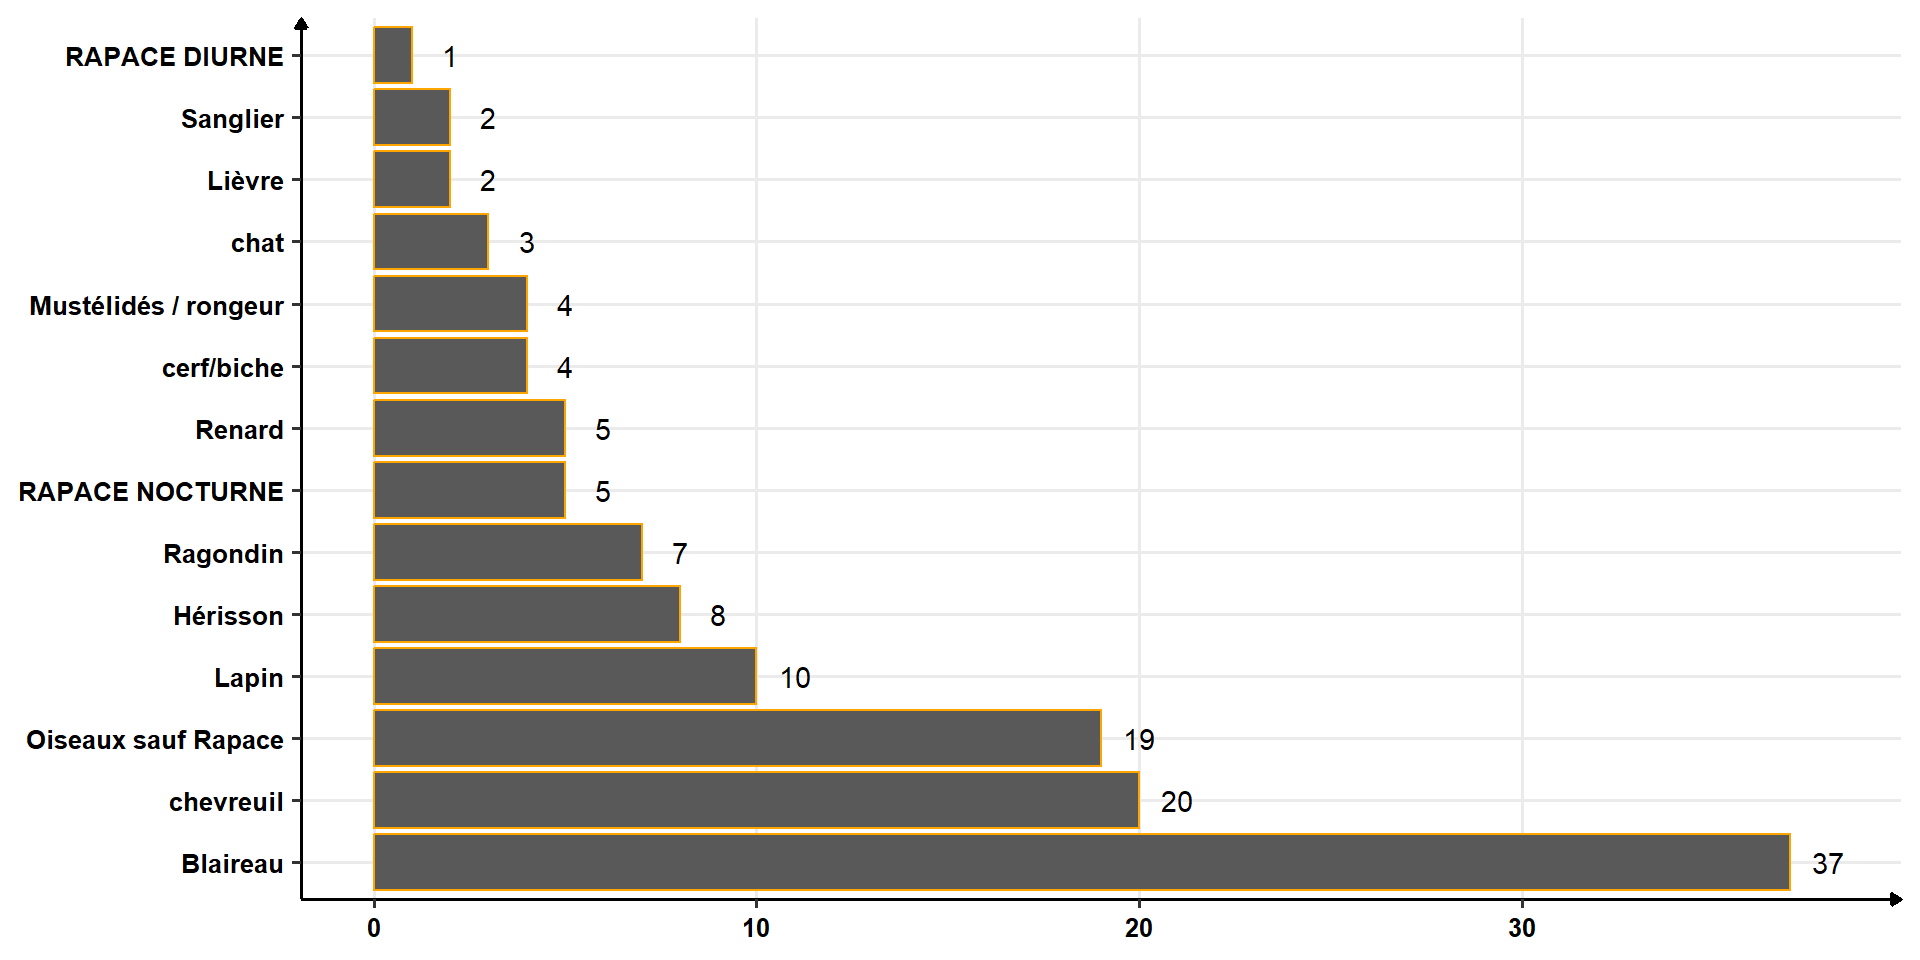 RAPACE DIURNE 1
Sanglier 2
Lièvre 2
chat 3
Mustélidés / rongeur 4
cerf/biche 4
Renard 5
RAPACE NOCTURNE 5
Ragondin 7
Hérisson 8
Lapin 10
Oiseaux sauf Rapace 19
chevreuil 20
Blaireau 37
0 10 20 30